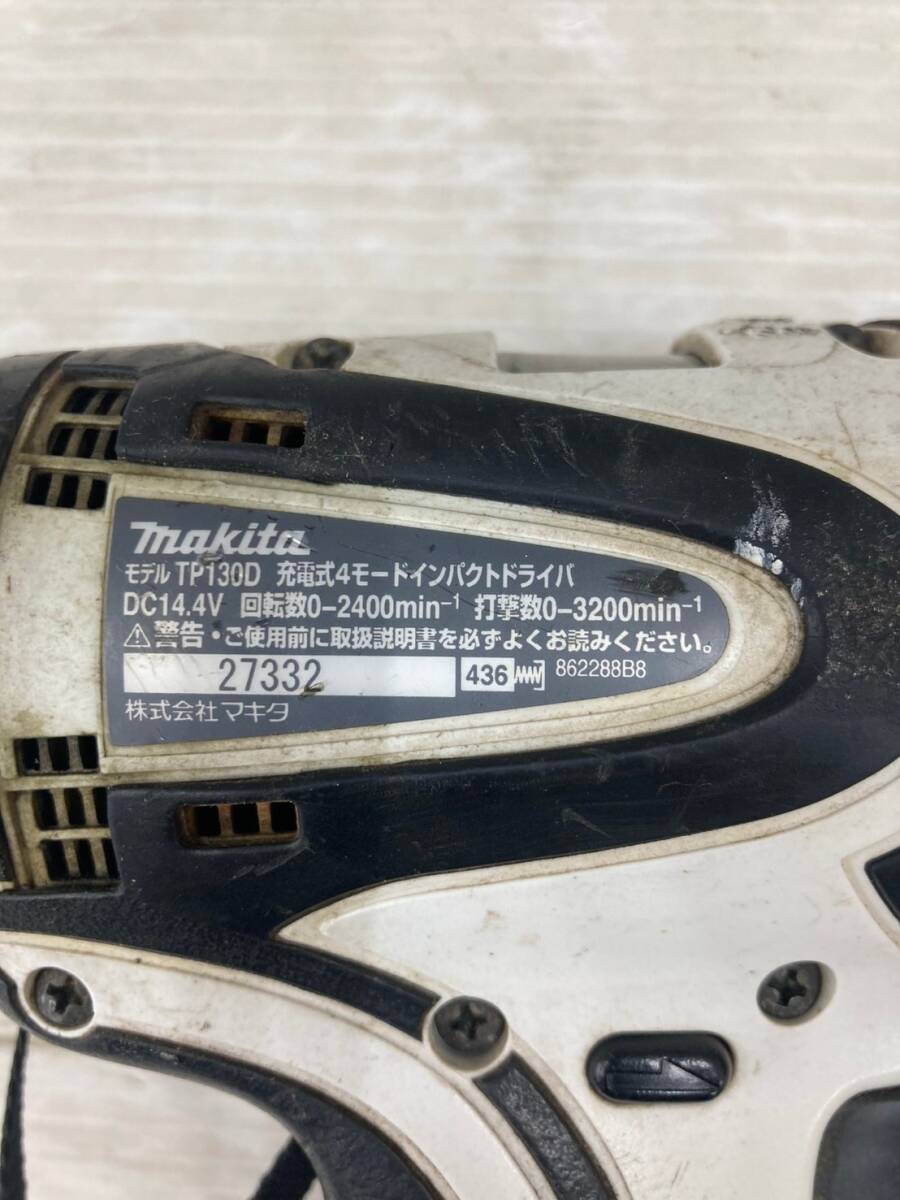 makita
モデル TP130D 充電式4モードインパクトドライバ
DC14.4V 回転数0-2400min⁻¹ 打撃数0-3200min⁻¹
⚠警告・ご使用前に取扱説明書を必ずよくお読みください。
27332 436 862288B8
株式会社マキタ